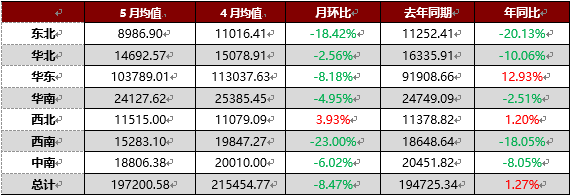 5月均值 4月均值 月环比 去年同期 年同比
东北 8986.90 11016.41 -18.42% 11252.41 -20.13%
华北 14692.57 15078.91 -2.56% 16335.91 -10.06%
华东 103789.01 113037.63 -8.18% 91908.66 12.93%
华南 24127.62 25385.45 -4.95% 24749.09 -2.51%
西北 11515.00 11079.09 3.93% 11378.82 1.20%
西南 15283.10 19847.27 -23.00% 18648.64 -18.05%
中南 18806.38 20010.00 -6.02% 20451.82 -8.05%
总计 197200.58 215454.77 -8.47% 194725.34 1.27%